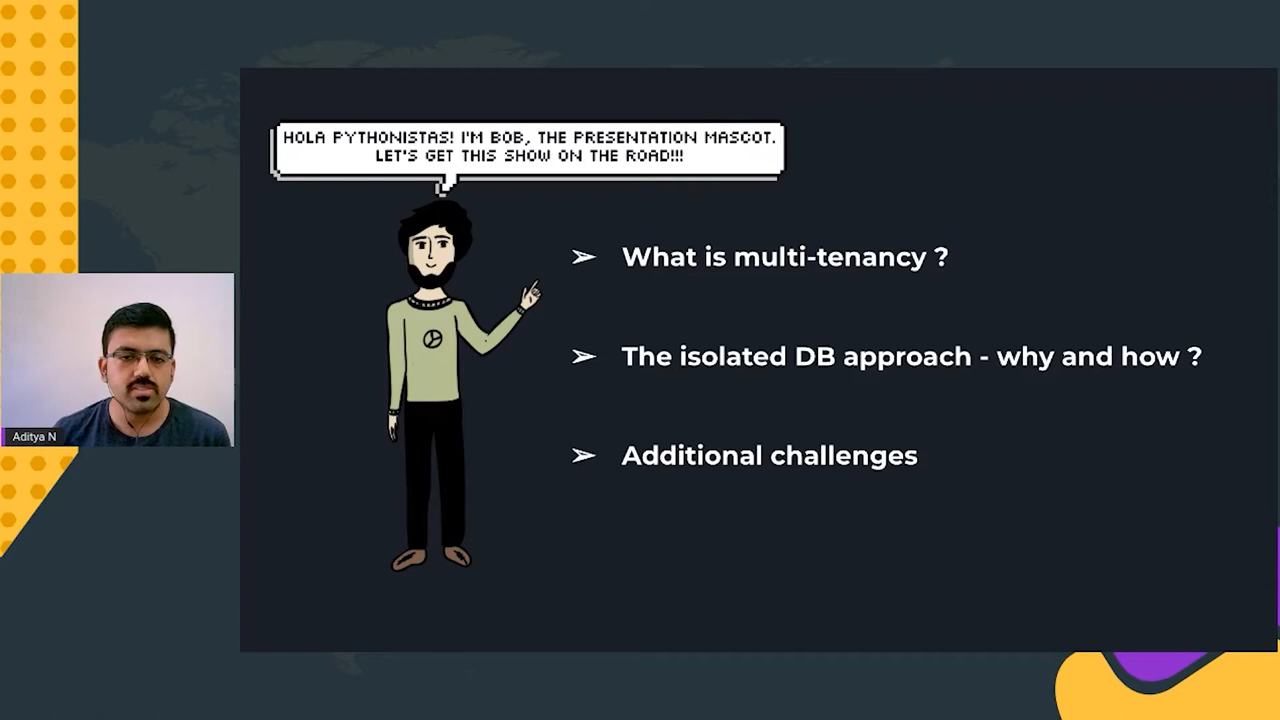 HOLA PYTHONISTAS! I'M BOB, THE PRESENTATION MASCOT.
LET'S GET THIS SHOW ON THE ROAD!!!
➢ What is multi-tenancy ?
➢ The isolated DB approach - why and how ?
➢ Additional challenges
Aditya N